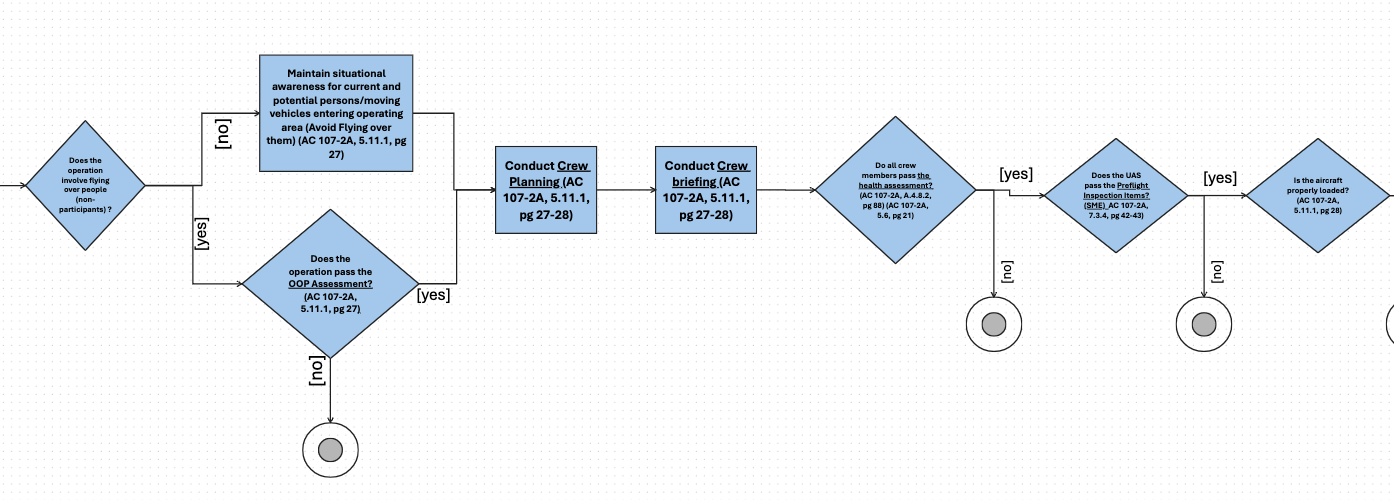 Does the
operation
involve flying
over people
(non-
participants) ?
[no]
[yes]
Maintain situational
awareness for current and
potential persons/moving
vehicles entering operating
area (Avoid Flying over
them) (AC 107-2A, 5.11.1, pg
27)
Does the
operation pass the
OOP Assessment?
(AC 107-2A,
5.11.1, pg 27)
[yes]
[no]
Conduct Crew
Planning (AC
107-2A, 5.11.1,
pg 27-28)
Conduct Crew
briefing (AC
107-2A, 5.11.1,
pg 27-28)
Do all crew
members pass the
health assessment?
(AC 107-2A, A.4.8.2,
pg 88) (AC 107-2A,
5.6, pg 21)
[yes]
[no]
Does the UAS
pass the Preflight
Inspection Items?
(SME) AC 107-2A,
7.3.4, pg 42-43)
[yes]
[no]
Is the aircraft
properly loaded?
(AC 107-2A,
5.11.1, pg 28)